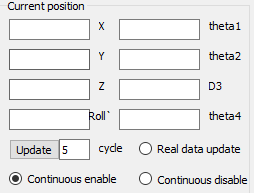 Current position
X theta1
Y theta2
Z D3
Roll` theta4
Update 5 cycle Real data update
Continuous enable Continuous disable